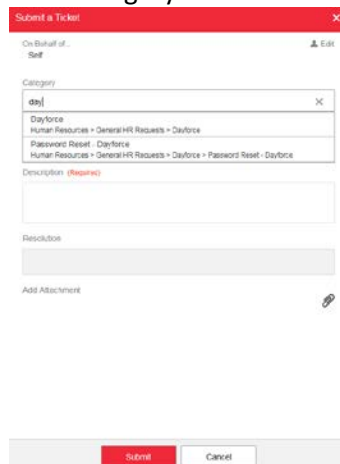 Submit a Ticket
On Behalf of...
Edit
Self
Category
day
Dayforce
Human Resources > General HR Requests > Dayforce
Password Reset - Dayforce
Human Resources > General HR Requests > Dayforce > Password Reset - Dayforce
Description (Required)
Resolution
Add Attachment
Submit
Cancel